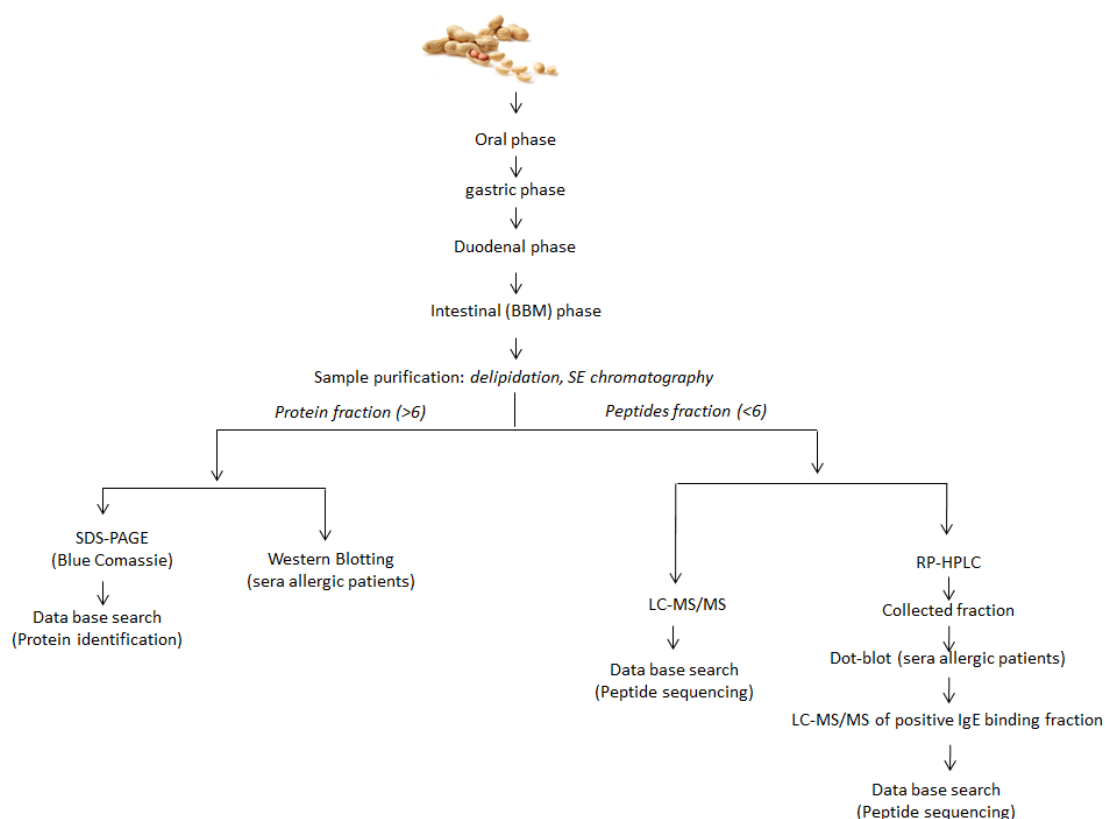 Oral phase
gastric phase
Duodenal phase
Intestinal (BBM) phase
Sample purification: delipidation, SE chromatography
Protein fraction (>6)
Peptides fraction (<6)
SDS-PAGE
(Blue Comassie)
Data base search
(Protein identification)
Western Blotting
(sera allergic patients)
LC-MS/MS
Data base search
(Peptide sequencing)
RP-HPLC
Collected fraction
Dot-blot (sera allergic patients)
LC-MS/MS of positive IgE binding fraction
Data base search
(Peptide sequencing)